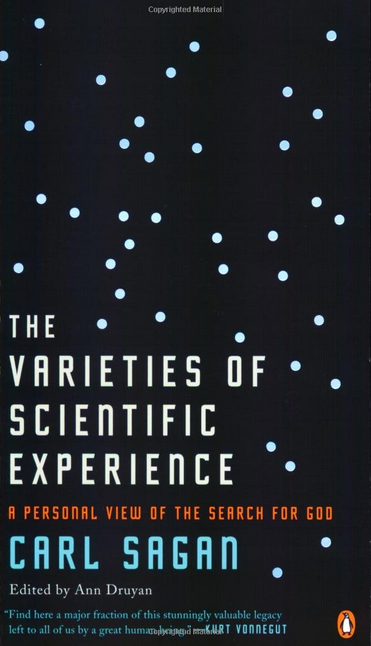 Copyrighted Material
THE
VARIETIES OF
SCIENTIFIC
EXPERIENCE
A PERSONAL VIEW OF THE SEARCH FOR GOD
CARL SAGAN
Edited by Ann Druyan
“Find here a major fraction of this stunningly valuable legacy
left to all of us by a great human being.” —KURT VONNEGUT
Copyrighted Material